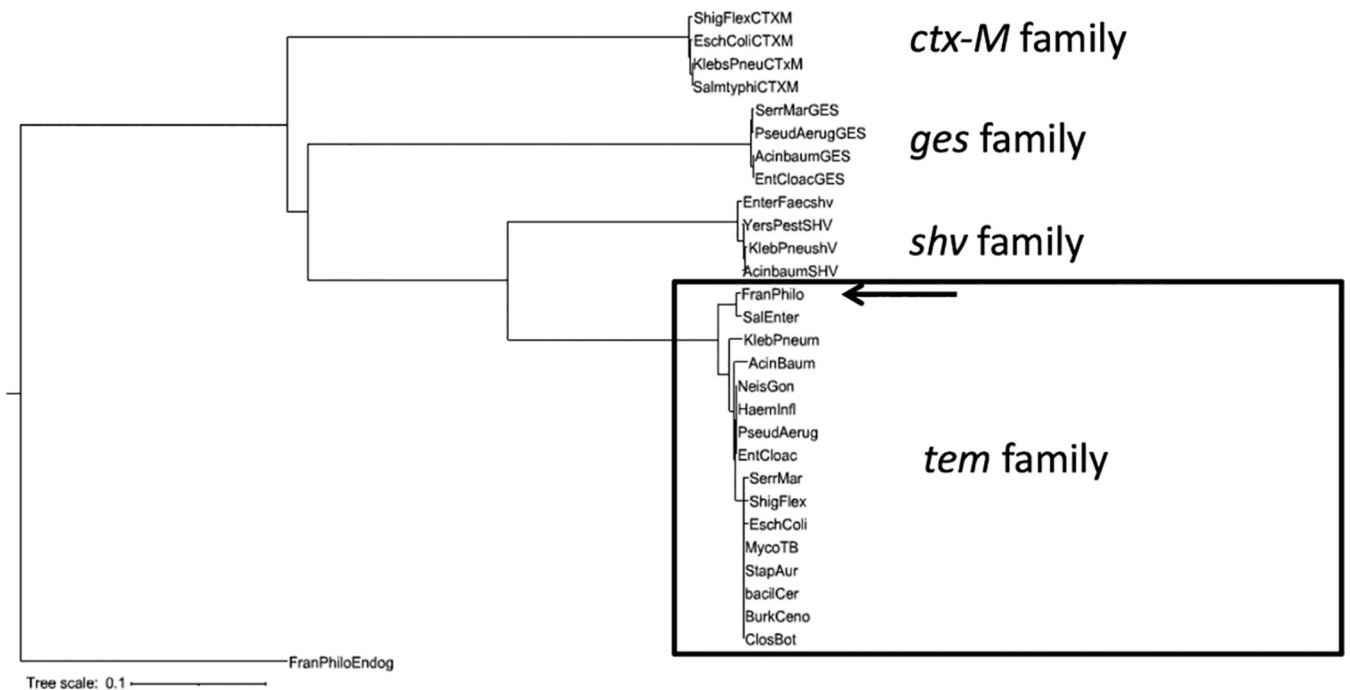 ShigFlexCTXM
EschColiCTXM
KlebsPneuCTxM
SalmtyphiCTXM
ctx-M family
SerrMarGES
PseudAerugGES
AcinbaumGES
EntCloacGES
ges family
EnterFaecshv
YersPestSHV
KlebPneushV
AcinbaumSHV
shv family
FranPhilo
SalEnter
KlebPneum
AcinBaum
NeisGon
HaemInfl
PseudAerug
EntCloac
SerrMar
ShigFlex
EschColi
MycoTB
StapAur
bacilCer
BurkCeno
ClosBot
tem family
FranPhiloEndog
Tree scale: 0.1